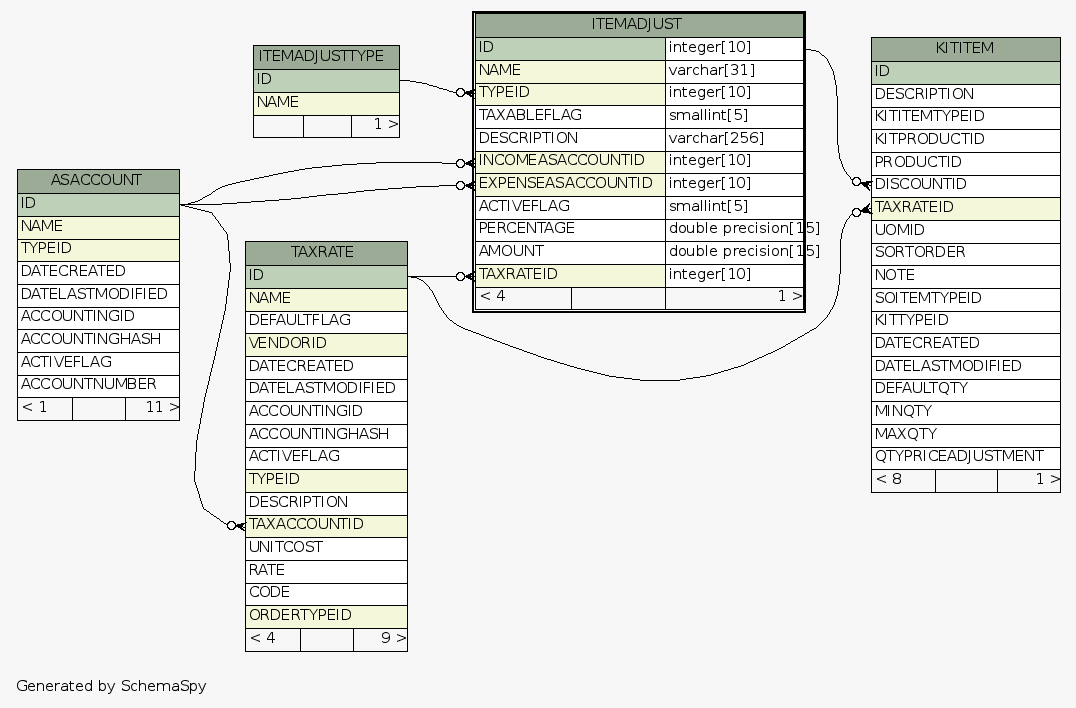 ITEMADJUSTTYPE
ID
NAME
1 >
ASACCOUNT
ID
NAME
TYPEID
DATECREATED
DATELASTMODIFIED
ACCOUNTINGID
ACCOUNTINGHASH
ACTIVEFLAG
ACCOUNTNUMBER
< 1 11 >
TAXRATE
ID
NAME
DEFAULTFLAG
VENDORID
DATECREATED
DATELASTMODIFIED
ACCOUNTINGID
ACCOUNTINGHASH
ACTIVEFLAG
TYPEID
DESCRIPTION
TAXACCOUNTID
UNITCOST
RATE
CODE
ORDERTYPEID
< 4 9 >
ITEMADJUST
ID integer[10]
NAME varchar[31]
TYPEID integer[10]
TAXABLEFLAG smallint[5]
DESCRIPTION varchar[256]
INCOMEASACCOUNTID integer[10]
EXPENSEASACCOUNTID integer[10]
ACTIVEFLAG smallint[5]
PERCENTAGE double precision[15]
AMOUNT double precision[15]
TAXRATEID integer[10]
< 4 1 >
KITITEM
ID
DESCRIPTION
KITITEMTYPEID
KITPRODUCTID
PRODUCTID
DISCOUNTID
TAXRATEID
UOMID
SORTORDER
NOTE
SOITEMTYPEID
KITTYPEID
DATECREATED
DATELASTMODIFIED
DEFAULTQTY
MINQTY
MAXQTY
QTYPRICEADJUSTMENT
< 8 1 >
Generated by SchemaSpy